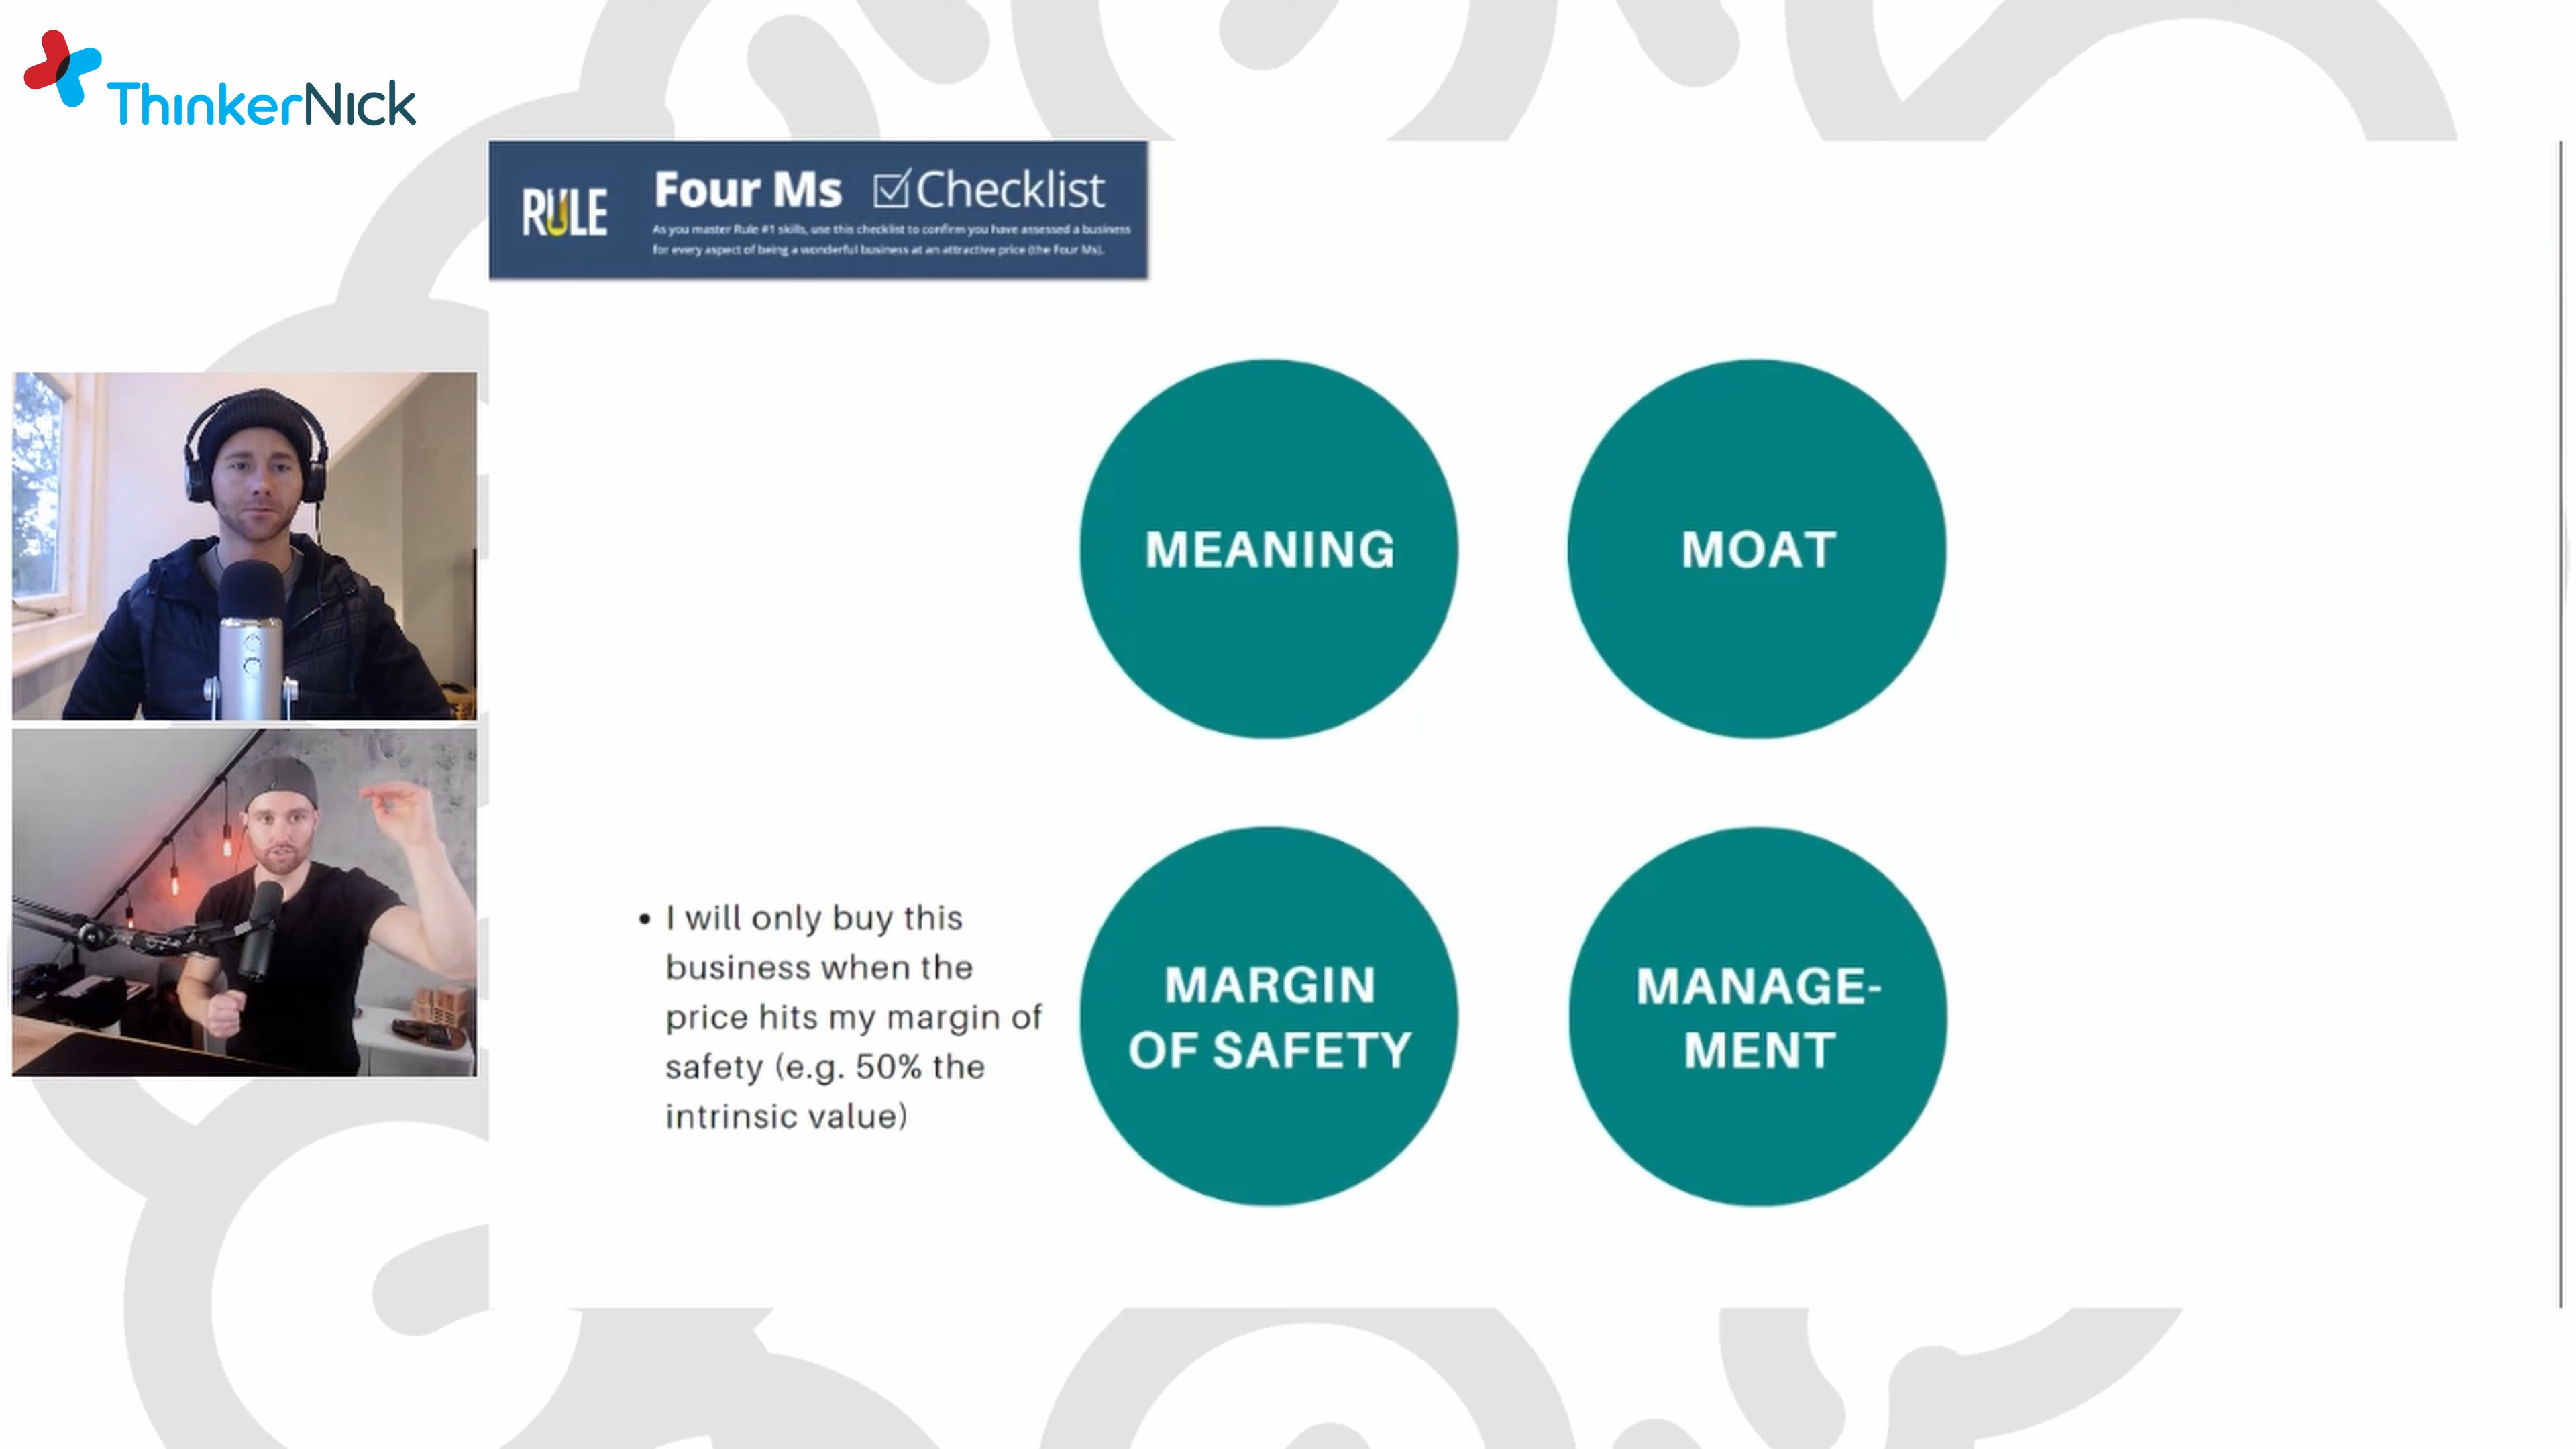 ThinkerNick
RULE
Four Ms Checklist
As you master Rule #1 skills, use this checklist to confirm you have assessed a business
for every aspect of being a wonderful business at an attractive price (the Four Ms).
MEANING
MOAT
• I will only buy this
business when the
price hits my margin of
safety (e.g. 50% the
intrinsic value)
MARGIN
OF SAFETY
MANAGE-
MENT